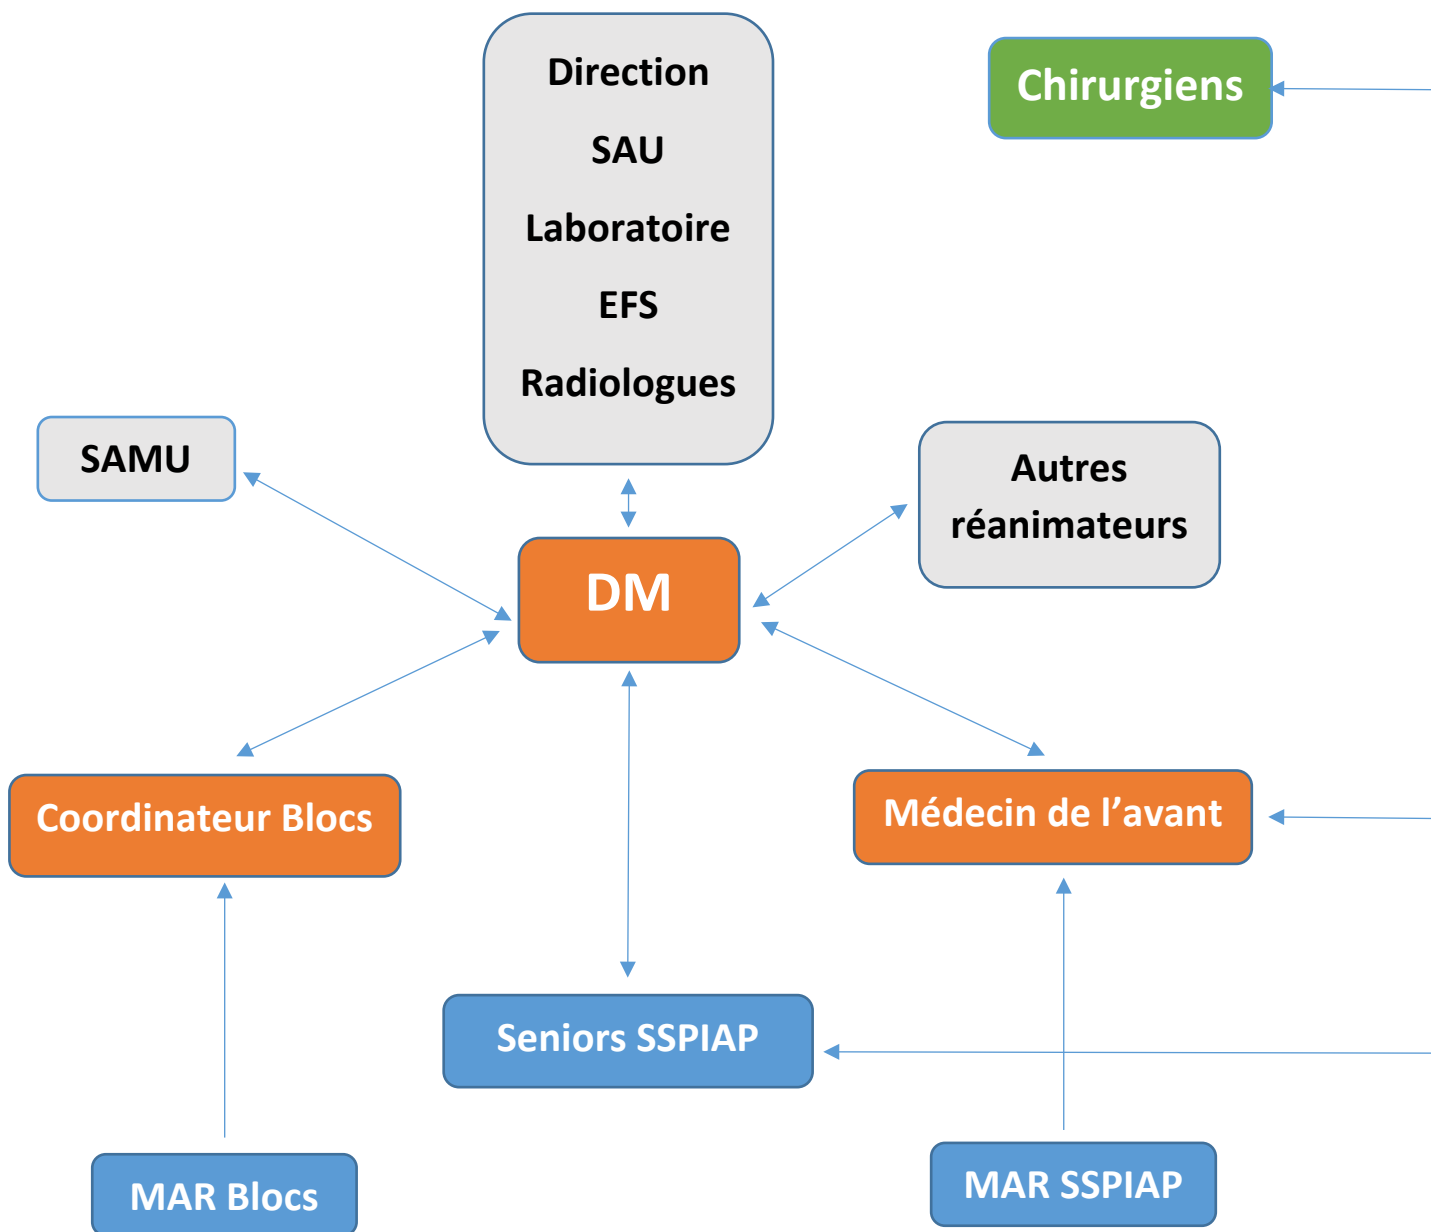 Direction
SAU
Laboratoire
EFS
Radiologues
Chirurgiens
SAMU
Autres
réanimateurs
DM
Coordinateur Blocs
Médecin de l’avant
Seniors SSPIAP
MAR Blocs
MAR SSPIAP